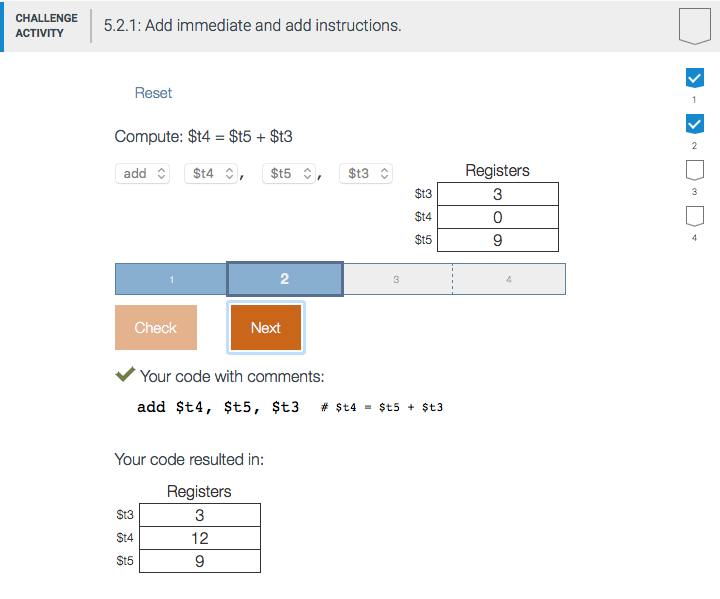 CHALLENGE
ACTIVITY
5.2.1: Add immediate and add instructions.
Reset
Compute: $t4 = $t5 + $t3
add $t4 , $t5 , $t3
Registers
$t3 3
$t4 0
$t5 9
1 2 3 4
Check Next
Your code with comments:
add $t4, $t5, $t3 # $t4 = $t5 + $t3
Your code resulted in:
Registers
$t3 3
$t4 12
$t5 9
1
2
3
4